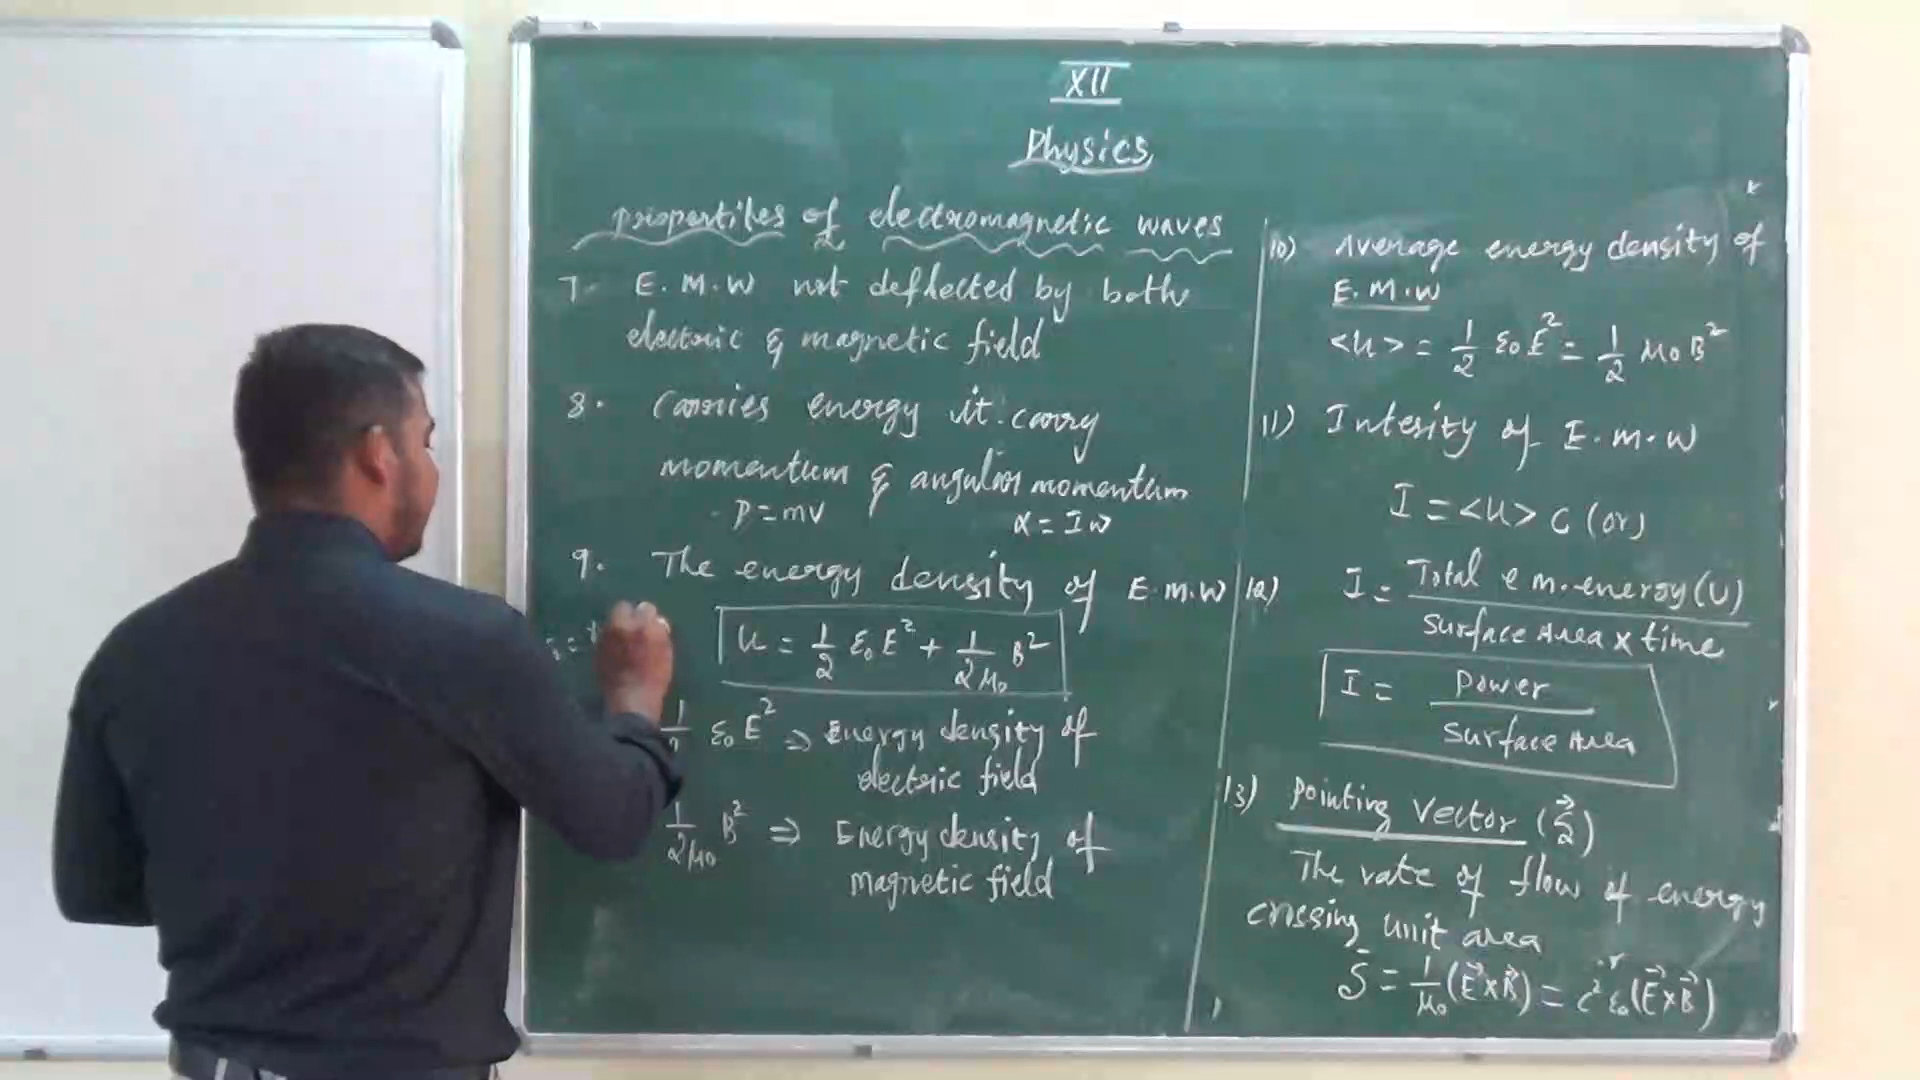 XII
Physics
propertiles of electromagnetic waves
7. E.M.W not deflected by both
electric & magnetic field
8. Carries energy it. carry
momentum & angular momentum
P = mv α = Iω
9. The energy density of E.M.W
u = 1/2 ε₀E² + 1/2μ₀ B²
ε₀E² ⇒ Energy density of
electric field
1/2μ₀ B² ⇒ Energy density of
magnetic field
10) Average energy density of
E.M.W
<u> = 1/2 ε₀E² = 1/2 μ₀B²
11) Intesity of E.m.W
I = <u> C (or)
12) I = Total e m.energy (U) / Surface Area x time
I = Power / Surface Area
13) Pointing Vector (S⃗)
The rate of flow of energy
crossing unit area
S = 1/μ₀ (E⃗ x B⃗) = c² ε₀ (E⃗ x B⃗)